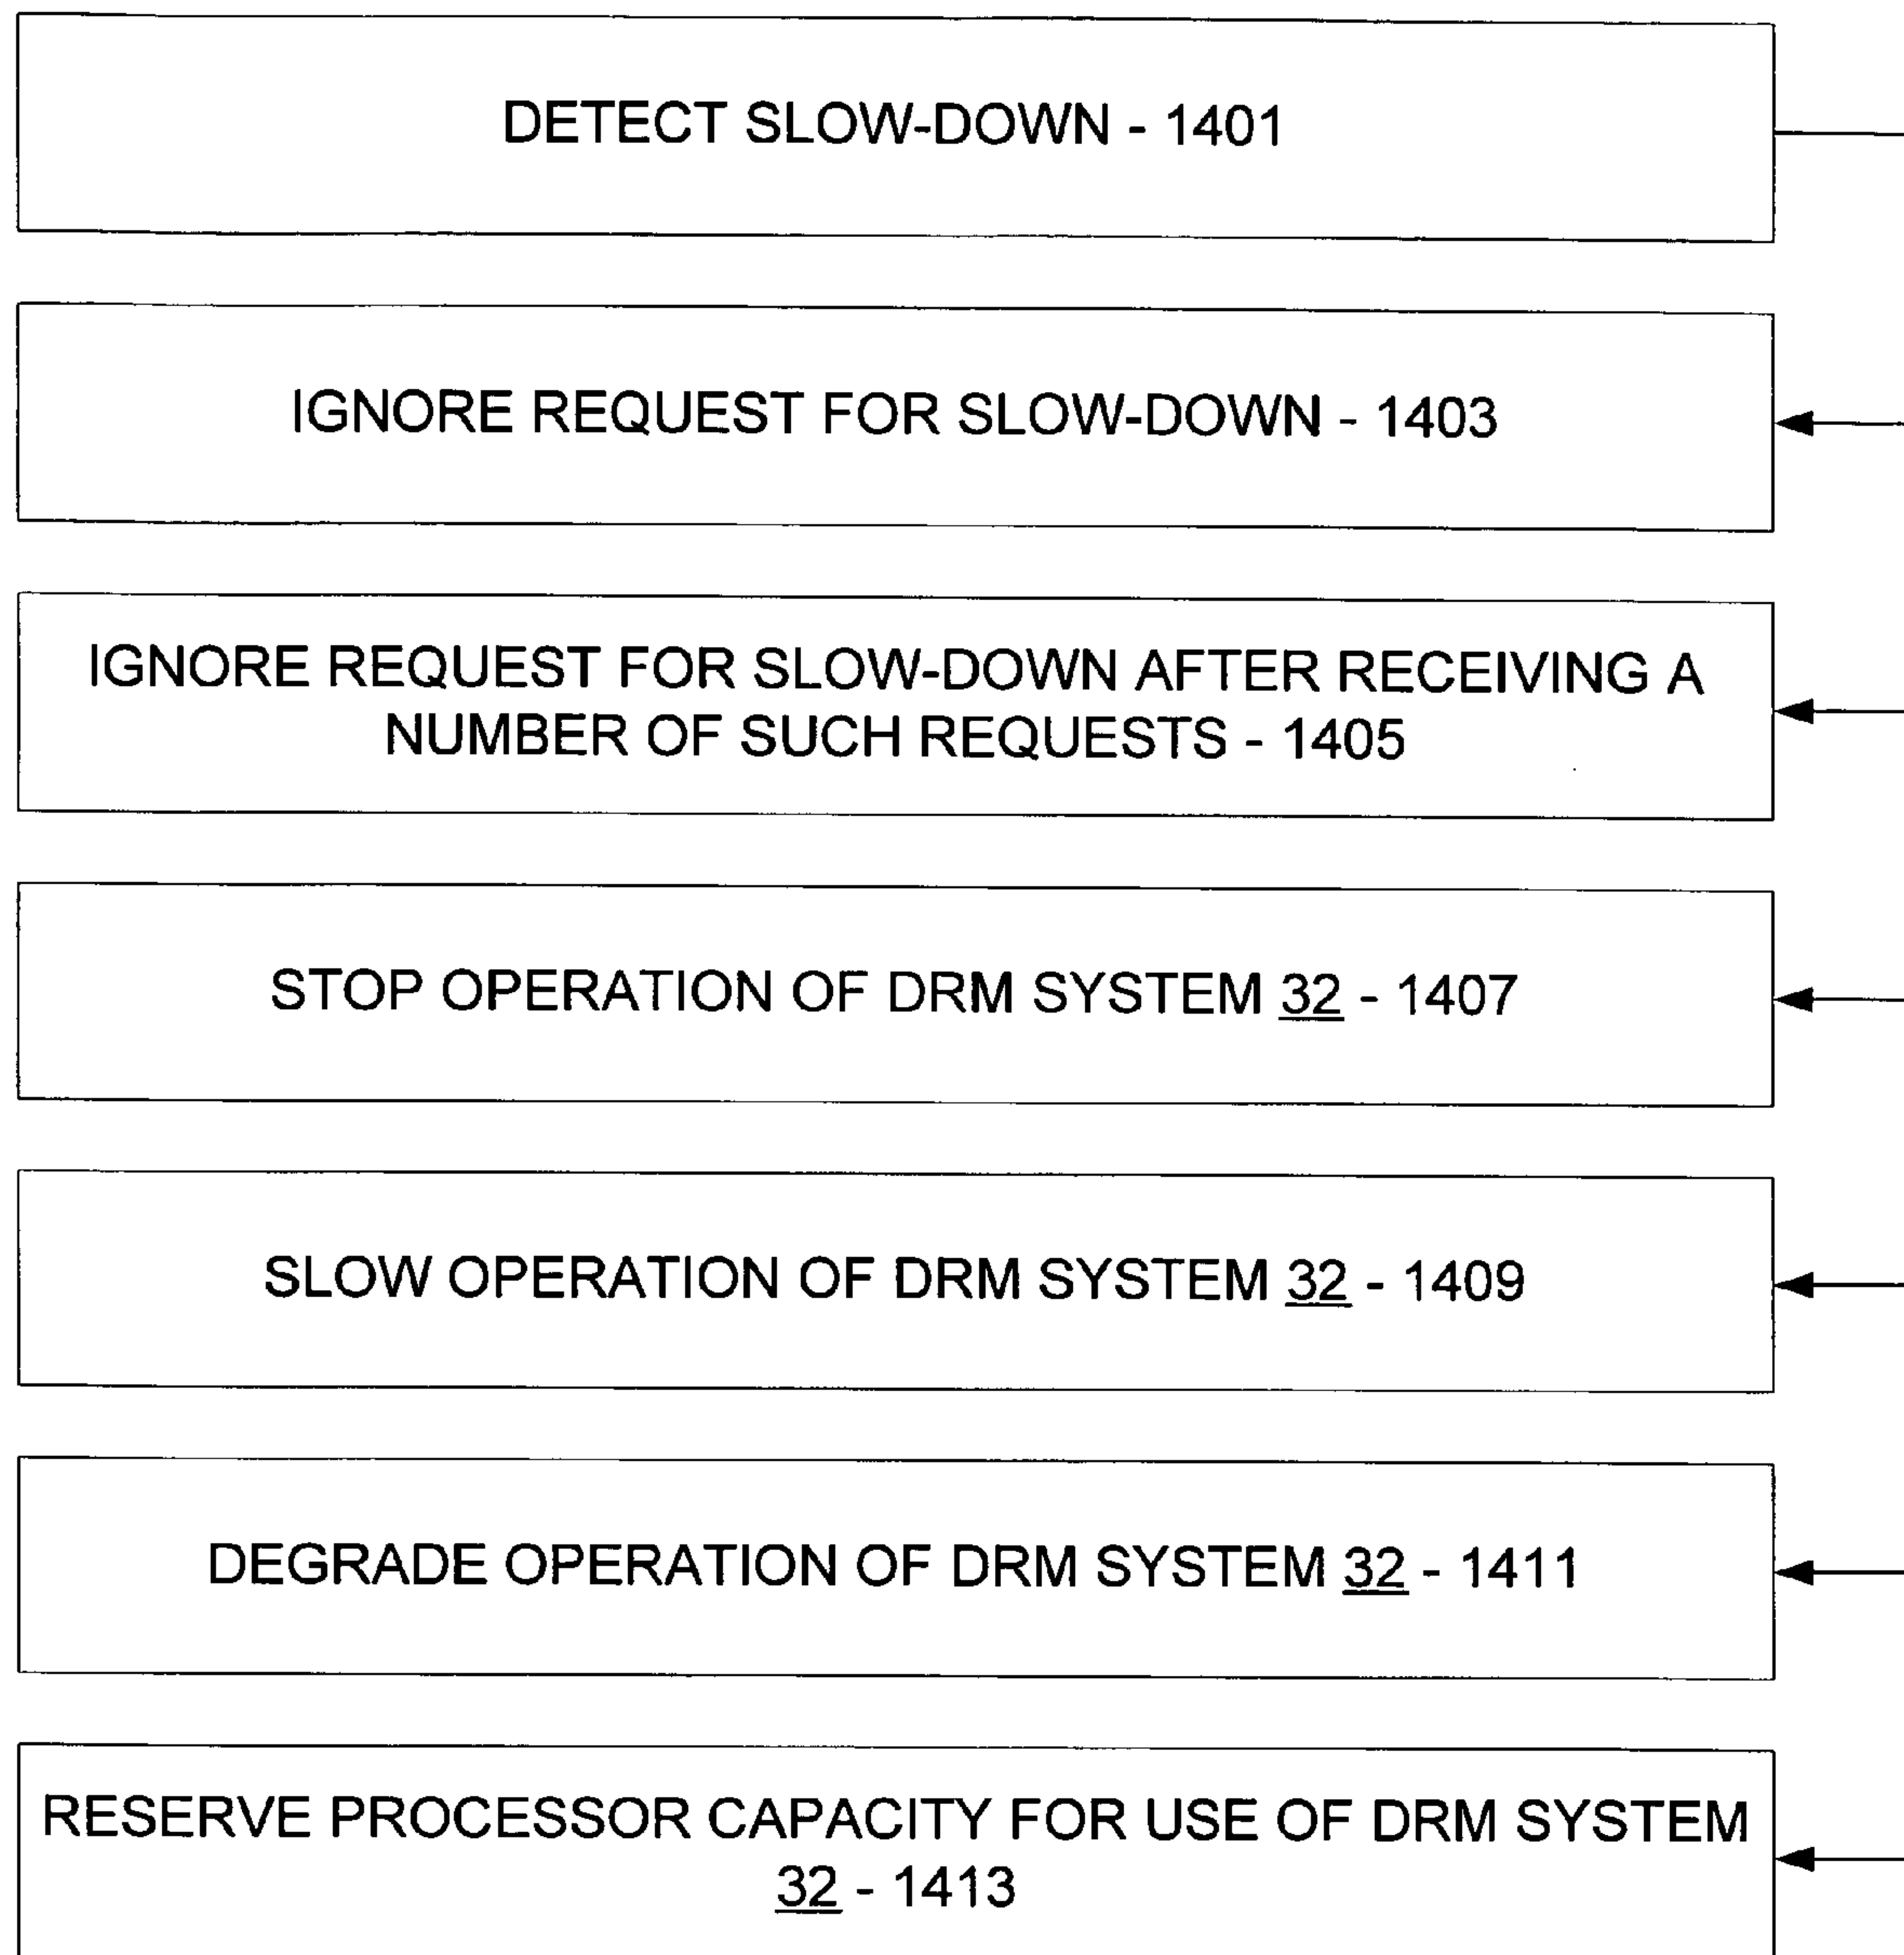 DETECT SLOW-DOWN - 1401
IGNORE REQUEST FOR SLOW-DOWN - 1403
IGNORE REQUEST FOR SLOW-DOWN AFTER RECEIVING A
NUMBER OF SUCH REQUESTS - 1405
STOP OPERATION OF DRM SYSTEM 32 - 1407
SLOW OPERATION OF DRM SYSTEM 32 - 1409
DEGRADE OPERATION OF DRM SYSTEM 32 - 1411
RESERVE PROCESSOR CAPACITY FOR USE OF DRM SYSTEM
32 - 1413